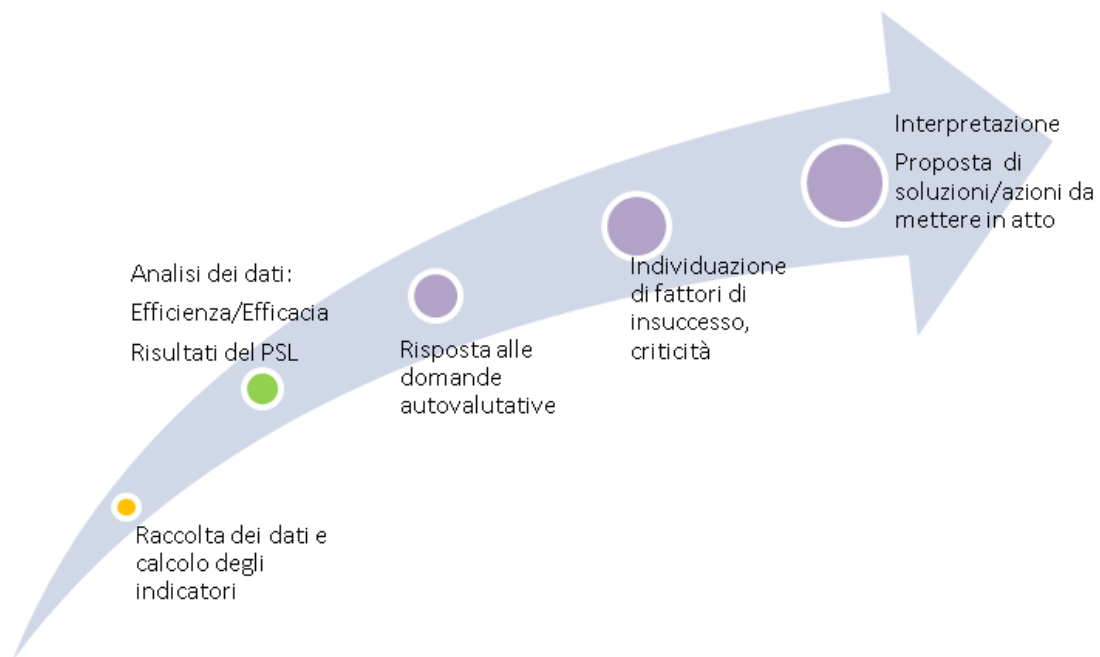 Interpretazione
Proposta di
soluzioni/azioni da
mettere in atto
Individuazione
di fattori di
insuccesso,
criticità
Analisi dei dati:
Efficienza/Efficacia
Risultati del PSL
Risposta alle
domande
autovalutative
Raccolta dei dati e
calcolo degli
indicatori